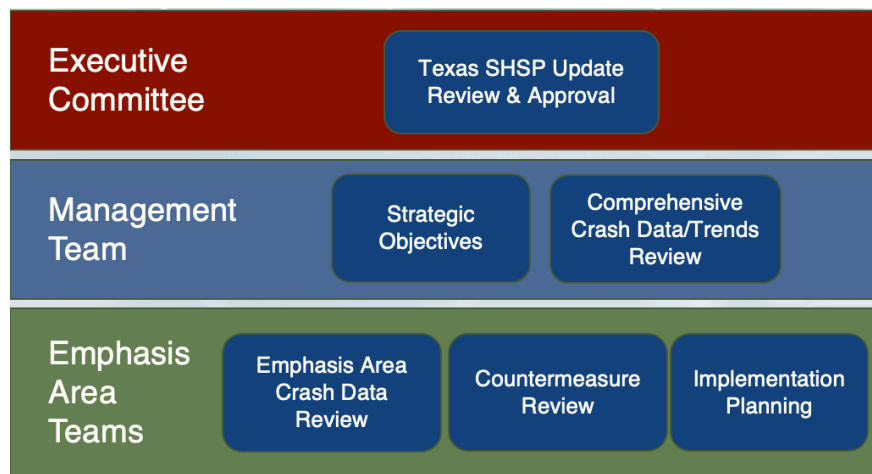 Executive
Committee
Texas SHSP Update
Review & Approval
Management
Team
Strategic
Objectives
Comprehensive
Crash Data/Trends
Review
Emphasis
Area
Teams
Emphasis Area
Crash Data
Review
Countermeasure
Review
Implementation
Planning